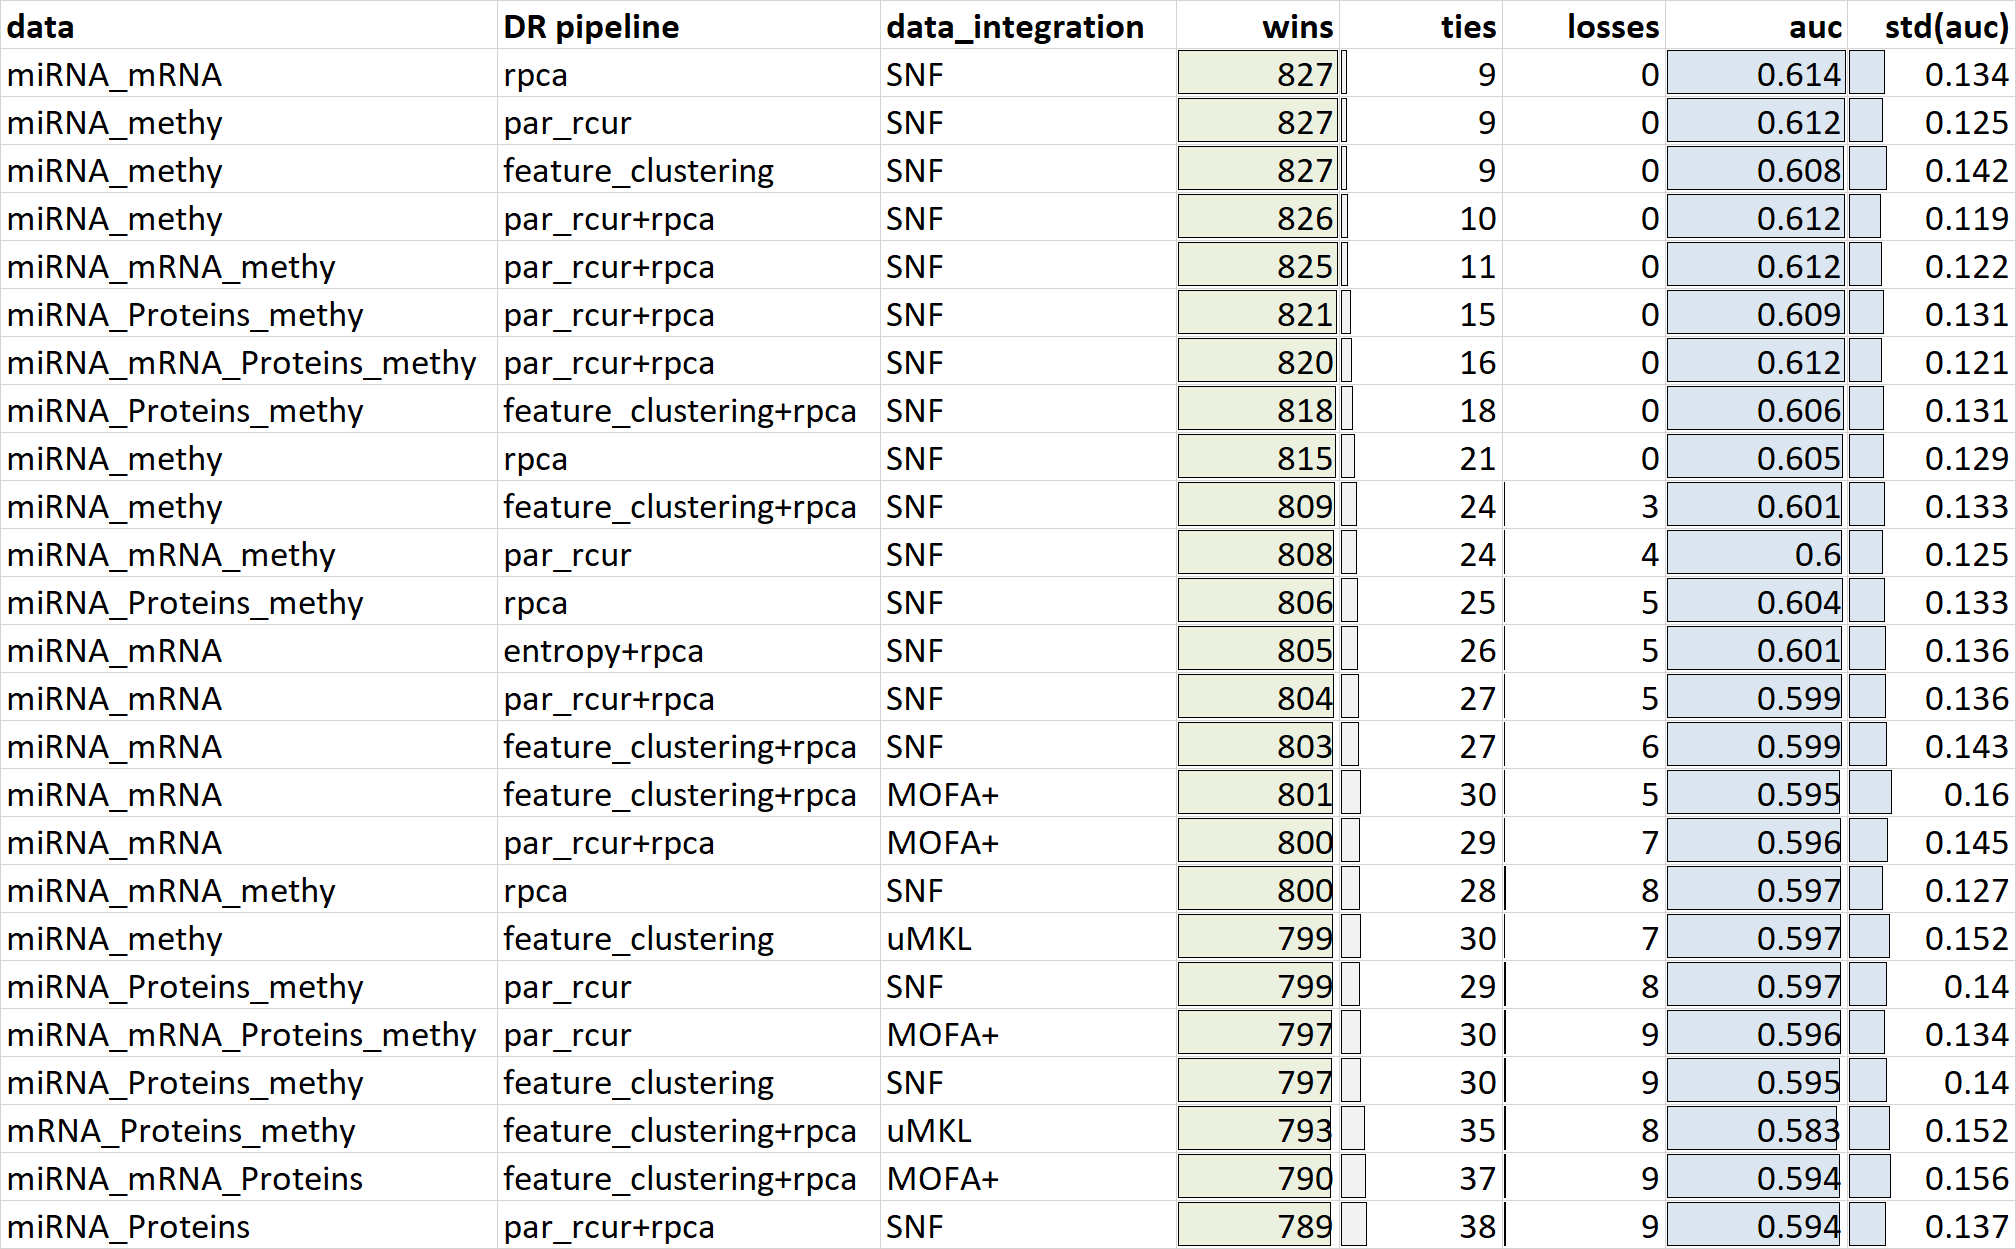 data DR pipeline data_integration wins ties losses auc std(auc)
miRNA_mRNA rpca SNF 827 9 0 0.614 0.134
miRNA_methy par_rcur SNF 827 9 0 0.612 0.125
miRNA_methy feature_clustering SNF 827 9 0 0.608 0.142
miRNA_methy par_rcur+rpca SNF 826 10 0 0.612 0.119
miRNA_mRNA_methy par_rcur+rpca SNF 825 11 0 0.612 0.122
miRNA_Proteins_methy par_rcur+rpca SNF 821 15 0 0.609 0.131
miRNA_mRNA_Proteins_methy par_rcur+rpca SNF 820 16 0 0.612 0.121
miRNA_Proteins_methy feature_clustering+rpca SNF 818 18 0 0.606 0.131
miRNA_methy rpca SNF 815 21 0 0.605 0.129
miRNA_methy feature_clustering+rpca SNF 809 24 3 0.601 0.133
miRNA_mRNA_methy par_rcur SNF 808 24 4 0.6 0.125
miRNA_Proteins_methy rpca SNF 806 25 5 0.604 0.133
miRNA_mRNA entropy+rpca SNF 805 26 5 0.601 0.136
miRNA_mRNA par_rcur+rpca SNF 804 27 5 0.599 0.136
miRNA_mRNA feature_clustering+rpca SNF 803 27 6 0.599 0.143
miRNA_mRNA feature_clustering+rpca MOFA+ 801 30 5 0.595 0.16
miRNA_mRNA par_rcur+rpca MOFA+ 800 29 7 0.596 0.145
miRNA_mRNA_methy rpca SNF 800 28 8 0.597 0.127
miRNA_methy feature_clustering uMKL 799 30 7 0.597 0.152
miRNA_Proteins_methy par_rcur SNF 799 29 8 0.597 0.14
miRNA_mRNA_Proteins_methy par_rcur MOFA+ 797 30 9 0.596 0.134
miRNA_Proteins_methy feature_clustering SNF 797 30 9 0.595 0.14
mRNA_Proteins_methy feature_clustering+rpca uMKL 793 35 8 0.583 0.152
miRNA_mRNA_Proteins feature_clustering+rpca MOFA+ 790 37 9 0.594 0.156
miRNA_Proteins par_rcur+rpca SNF 789 38 9 0.594 0.137